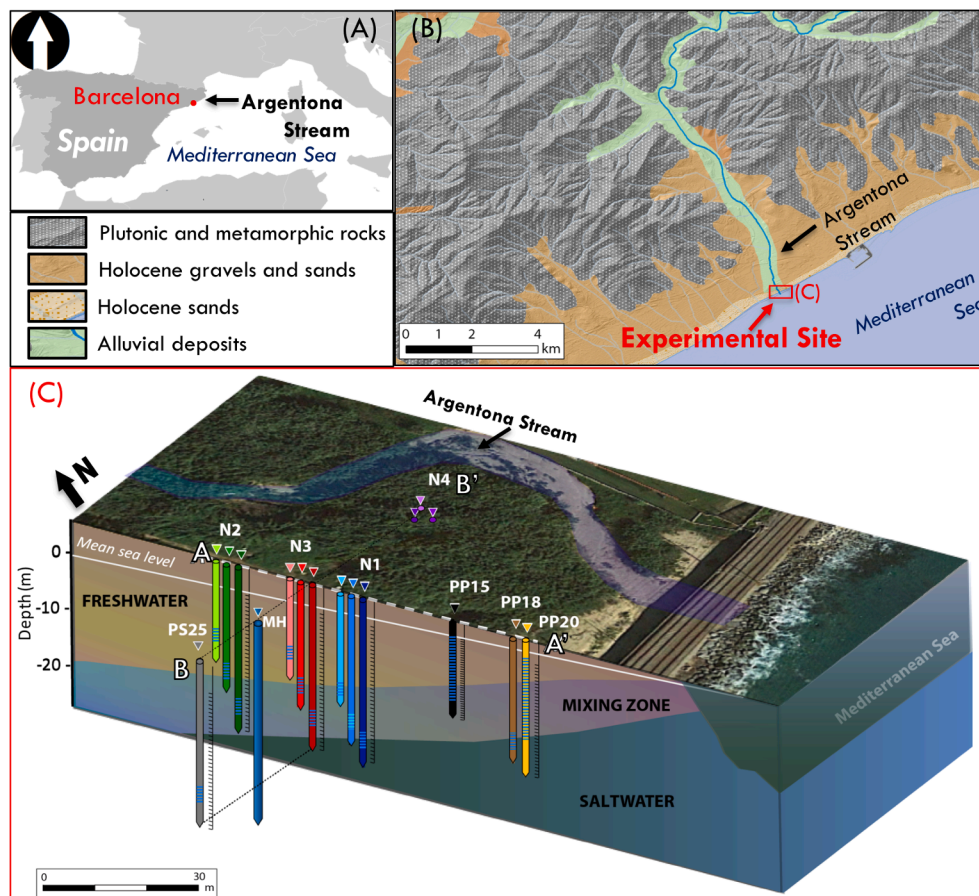 (A)
Barcelona
Argentona
Stream
Spain
Mediterranean Sea
Plutonic and metamorphic rocks
Holocene gravels and sands
Holocene sands
Alluvial deposits
(B)
Argentona
Stream
(C)
Experimental Site
Mediterranean
Sea
0 1 2 4
km
(C)
Argentona Stream
N
N4
B'
N2
A
N3
N1
PP15
PP18
PP20
A'
Mean sea level
0
-10
-20
Depth (m)
FRESHWATER
PS25
MH
B
MIXING ZONE
SALTWATER
Mediterranean Sea
0 30
m